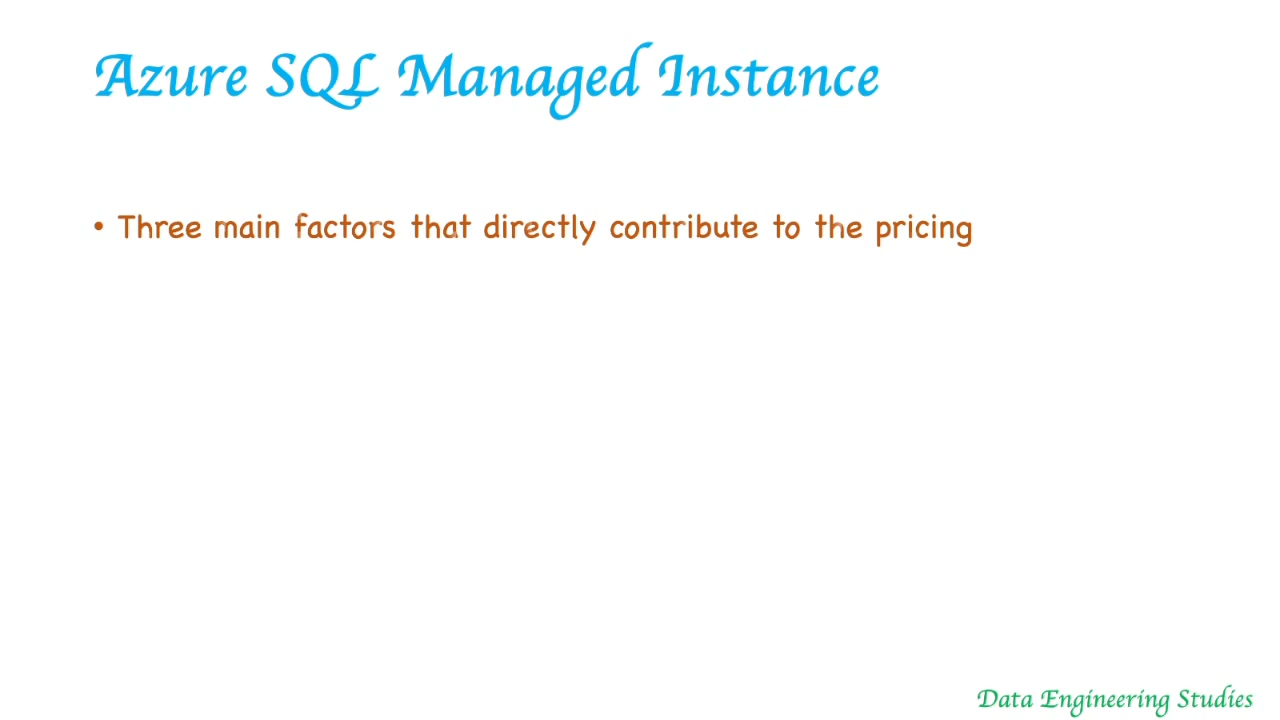 Azure SQL Managed Instance
• Three main factors that directly contribute to the pricing
Data Engineering Studies